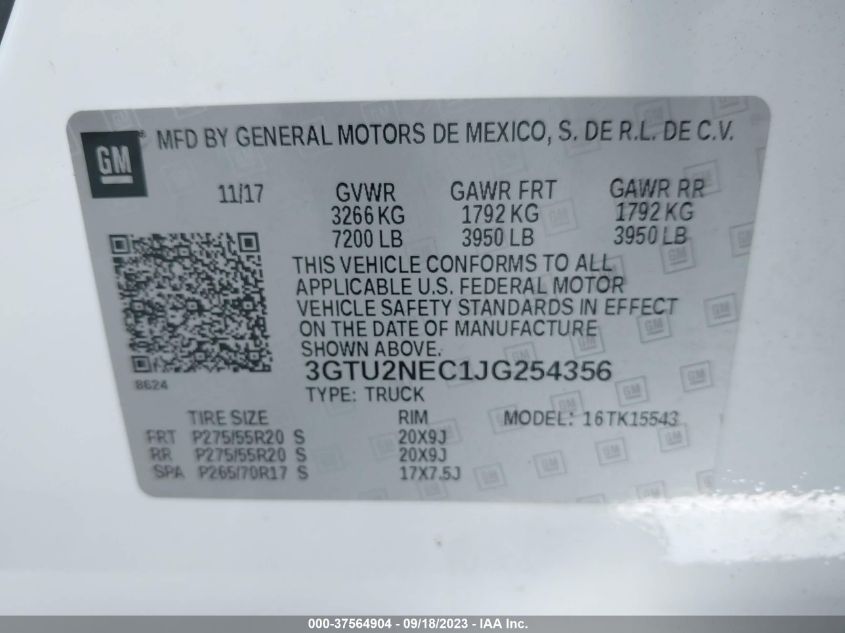 GM
® MFD BY GENERAL MOTORS DE MEXICO, S. DE R.L. DE C.V.
11/17 GVWR GAWR FRT GAWR RR
3266 KG 1792 KG 1792 KG
7200 LB 3950 LB 3950 LB
THIS VEHICLE CONFORMS TO ALL
APPLICABLE U.S. FEDERAL MOTOR
VEHICLE SAFETY STANDARDS IN EFFECT
ON THE DATE OF MANUFACTURE
SHOWN ABOVE.
8624
3GTU2NEC1JG254356
TYPE: TRUCK
TIRE SIZE RIM MODEL: 16TK15543
FRT P275/55R20 S 20X9J
RR P275/55R20 S 20X9J
SPA P265/70R17 S 17X7.5J
000-37564904 - 09/18/2023 - IAA Inc.